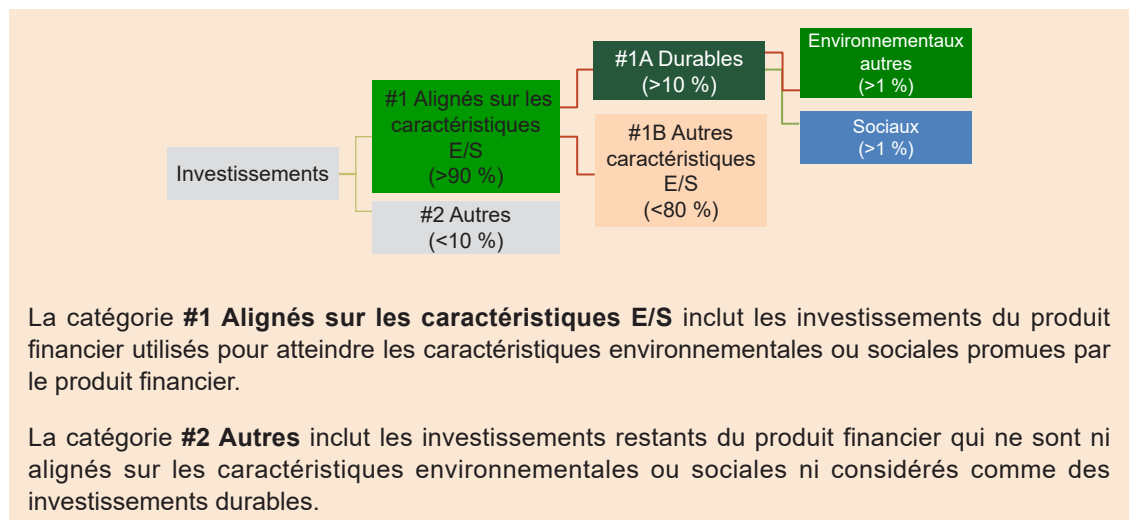 Investissements
#1 Alignés sur les
caractéristiques
E/S
(>90 %)
#2 Autres
(<10 %)
#1A Durables
(>10 %)
#1B Autres
caractéristiques
E/S
(<80 %)
Environnementaux
autres
(>1 %)
Sociaux
(>1 %)
La catégorie #1 Alignés sur les caractéristiques E/S inclut les investissements du produit
financier utilisés pour atteindre les caractéristiques environnementales ou sociales promues par
le produit financier.
La catégorie #2 Autres inclut les investissements restants du produit financier qui ne sont ni
alignés sur les caractéristiques environnementales ou sociales ni considérés comme des
investissements durables.